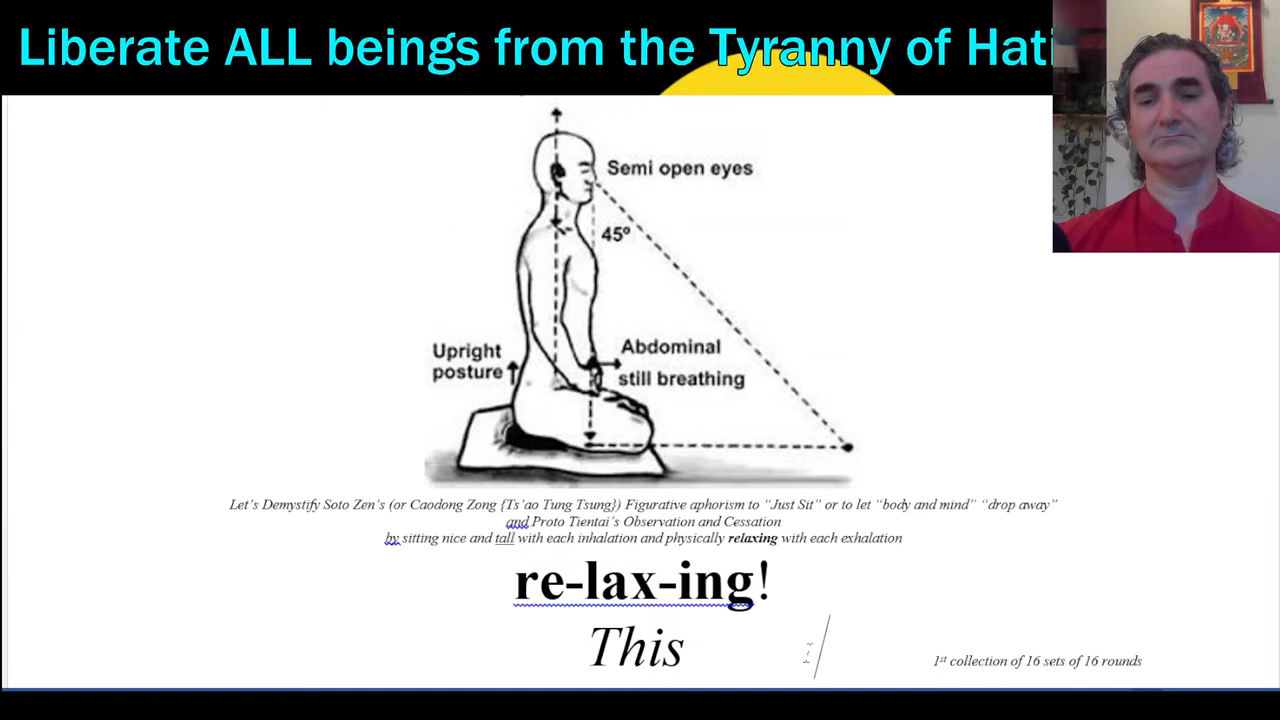 Liberate ALL beings from the Tyranny of Hati
Semi open eyes
45º
Upright
posture
Abdominal
still breathing
Let's Demystify Soto Zen's (or Caodong Zong {Ts'ao Tung Tsung}) Figurative aphorism to “Just Sit” or to let “body and mind” “drop away”
and Proto Tientai's Observation and Cessation
by sitting nice and tall with each inhalation and physically relaxing with each exhalation
re-lax-ing!
This
1st collection of 16 sets of 16 rounds